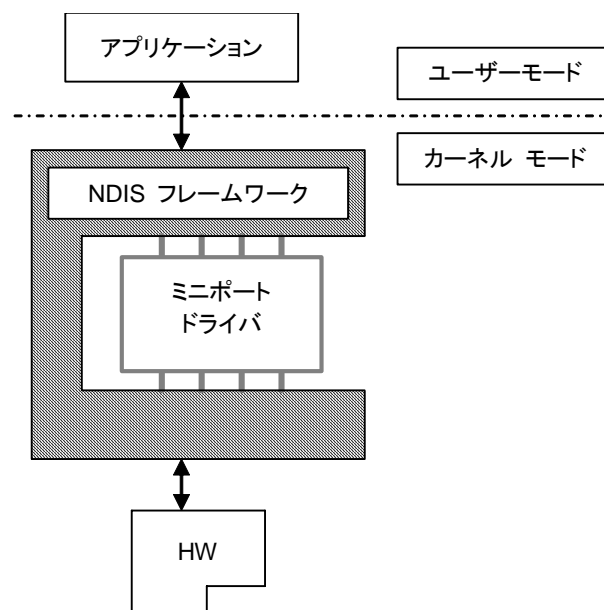 アプリケーション
ユーザーモード
カーネル モード
NDIS フレームワーク
ミニポート
ドライバ
HW